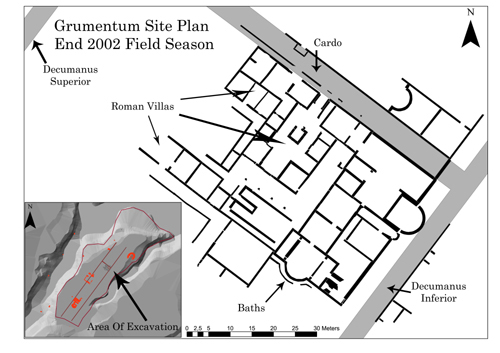 Grumentum Site Plan
End 2002 Field Season
N
Cardo
Decumanus
Superior
Roman Villas
N
Area Of Excavation
Baths
Decumanus
Inferior
0 2.5 5 10 15 20 25 30 Meters